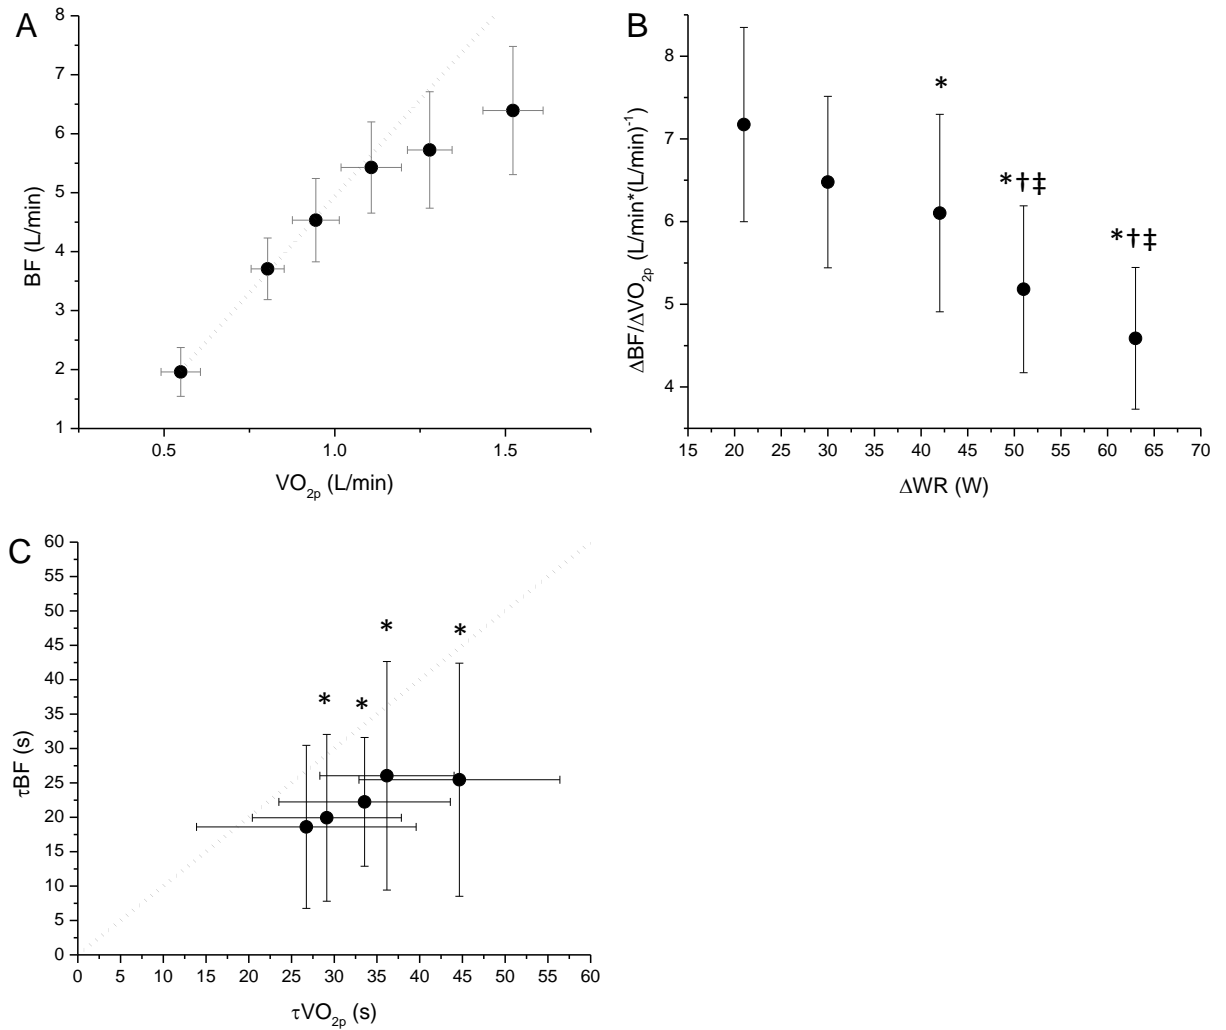 A
8
7
6
5
4
3
2
1
BF (L/min)
0.5 1.0 1.5
VO2p (L/min)
B
8
7
6
5
4
ΔBF/ΔVO2p (L/min*(L/min)-1)
*
*†‡
*†‡
15 20 25 30 35 40 45 50 55 60 65 70
ΔWR (W)
C
60
55
50
45
40
35
30
25
20
15
10
5
0
τBF (s)
* * * *
0 5 10 15 20 25 30 35 40 45 50 55 60
τVO2p (s)